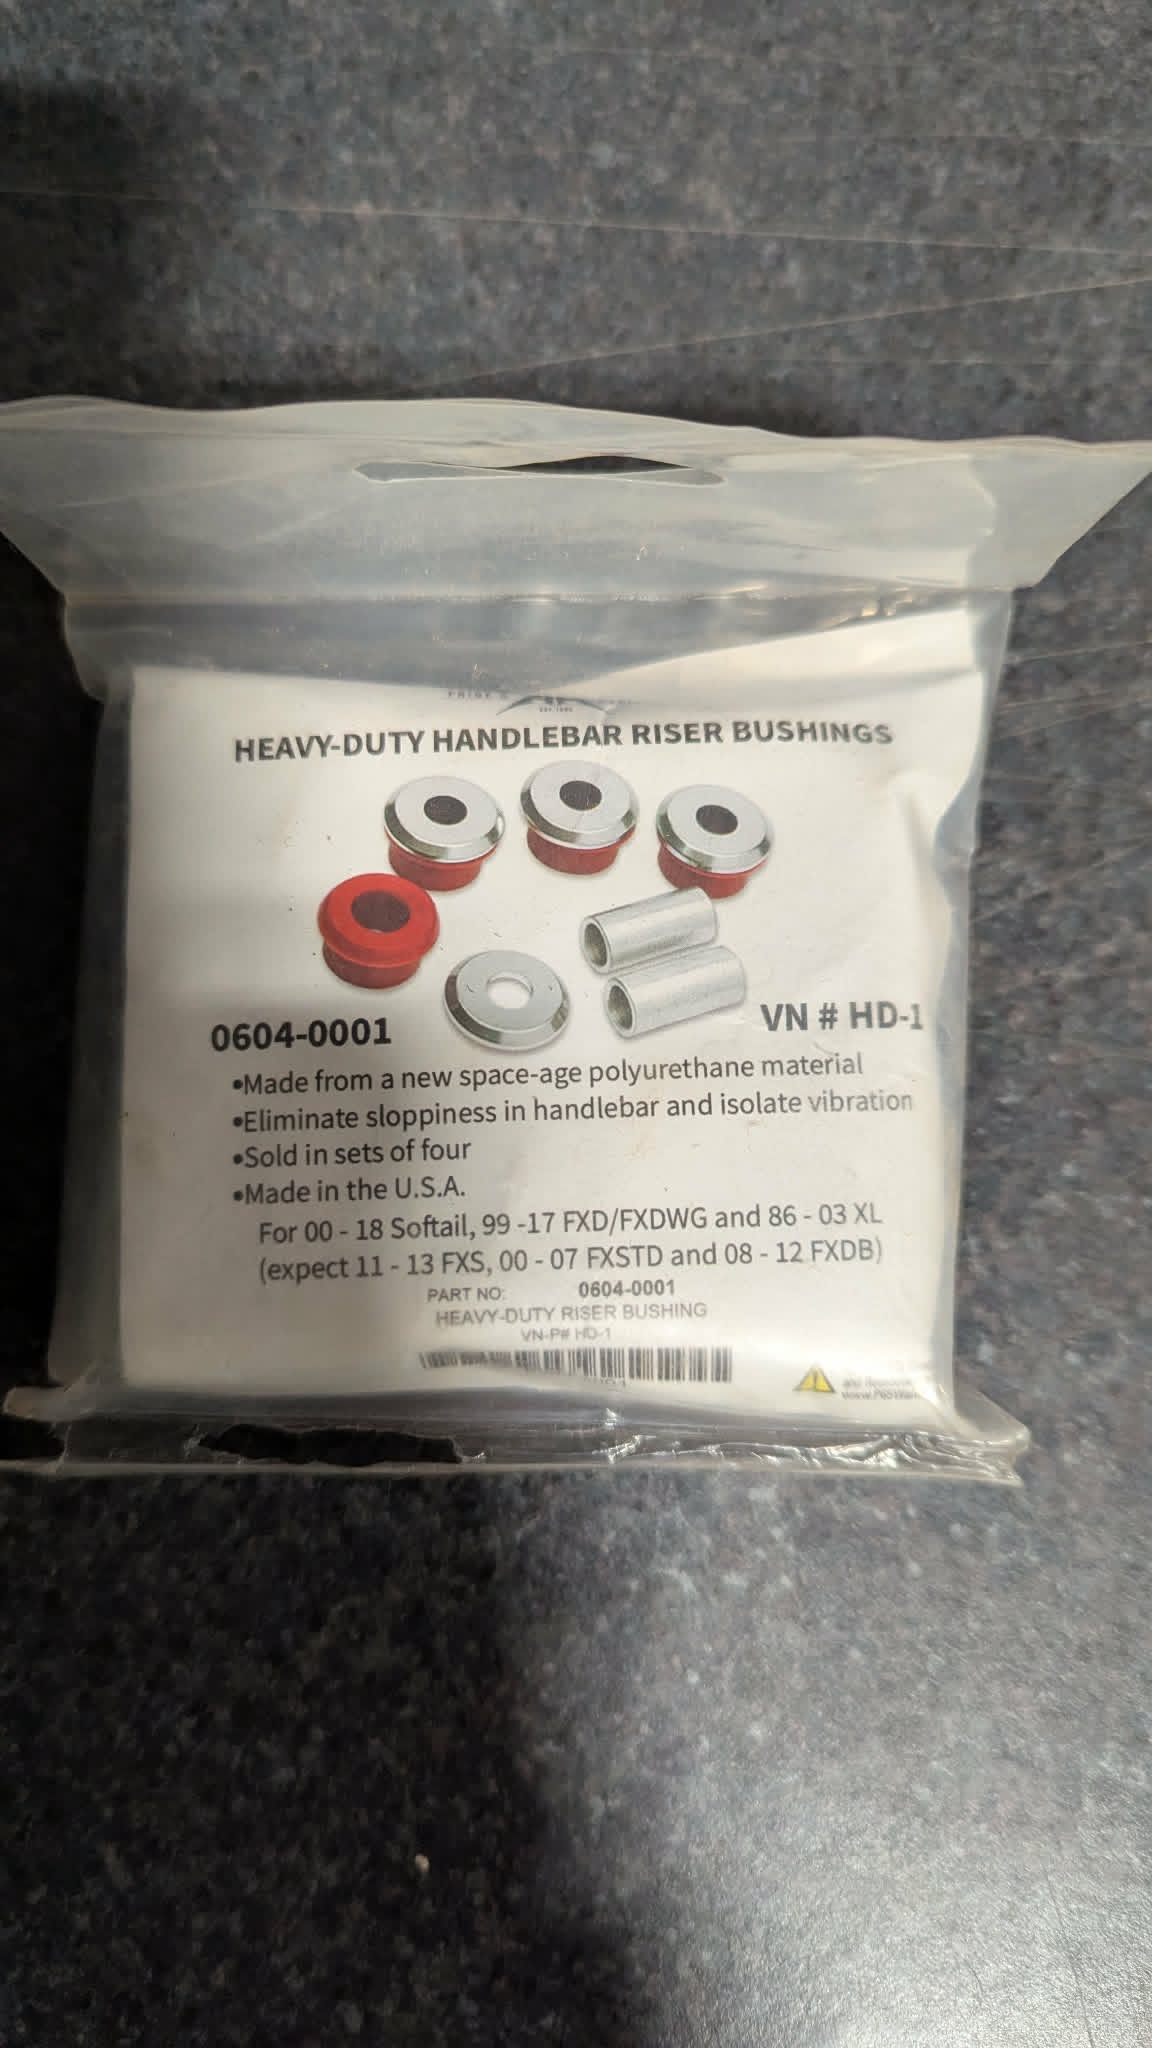 EST. 1995
HEAVY-DUTY HANDLEBAR RISER BUSHINGS
0604-0001
VN # HD-1
•Made from a new space-age polyurethane material
•Eliminate sloppiness in handlebar and isolate vibration
•Sold in sets of four
•Made in the U.S.A.
For 00 - 18 Softail, 99 -17 FXD/FXDWG and 86 - 03 XL
(expect 11 - 13 FXS, 00 - 07 FXSTD and 08 - 12 FXDB)
PART NO: 0604-0001
HEAVY-DUTY RISER BUSHING
VN-P# HD-1